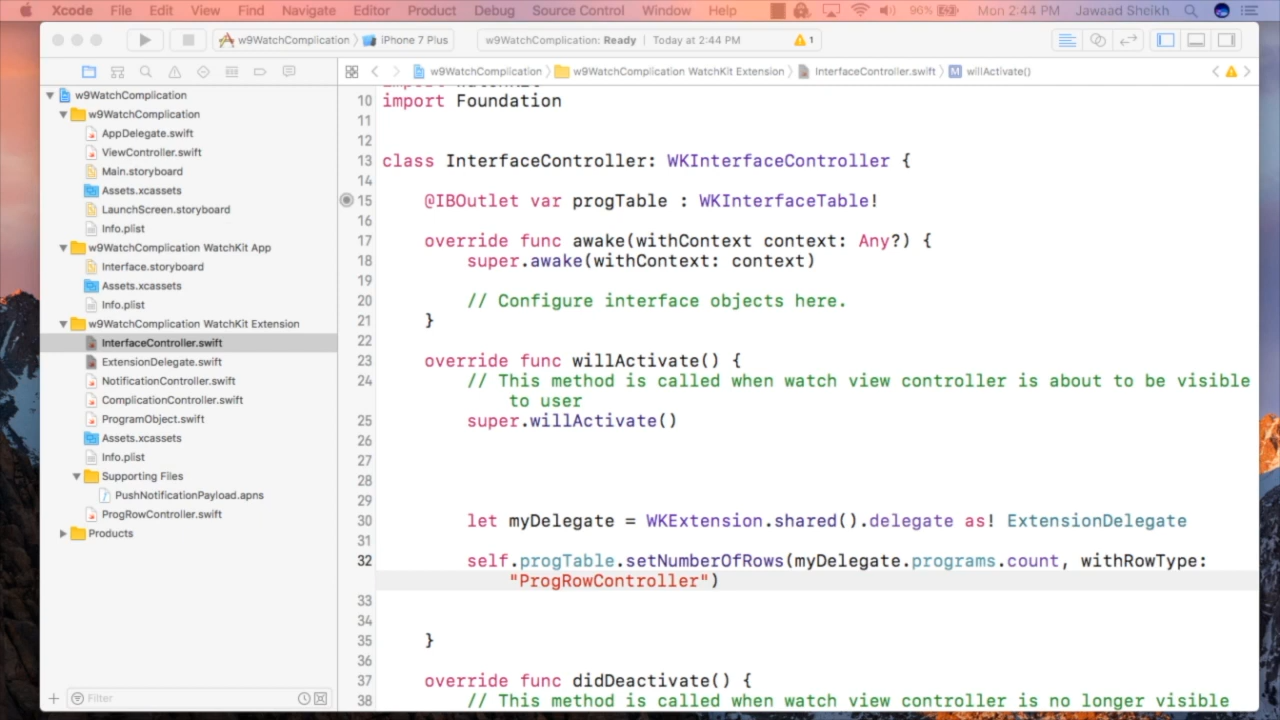 Xcode File Edit View Find Navigate Editor Product Debug Source Control Window Help 96% Mon 2:44 PM Jawaad Sheikh
w9WatchComplication iPhone 7 Plus w9WatchComplication: Ready Today at 2:44 PM 1
w9WatchComplication w9WatchComplication WatchKit Extension InterfaceController.swift M willActivate()
w9WatchComplication
w9WatchComplication
AppDelegate.swift
ViewController.swift
Main.storyboard
Assets.xcassets
LaunchScreen.storyboard
Info.plist
w9WatchComplication WatchKit App
Interface.storyboard
Assets.xcassets
Info.plist
w9WatchComplication WatchKit Extension
InterfaceController.swift
ExtensionDelegate.swift
NotificationController.swift
ComplicationController.swift
ProgramObject.swift
Assets.xcassets
Info.plist
Supporting Files
PushNotificationPayload.apns
ProgRowController.swift
Products
Filter
10 import Foundation
11
12
13 class InterfaceController: WKInterfaceController {
14
15 @IBOutlet var progTable : WKInterfaceTable!
16
17 override func awake(withContext context: Any?) {
18 super.awake(withContext: context)
19
20 // Configure interface objects here.
21 }
22
23 override func willActivate() {
24 // This method is called when watch view controller is about to be visible
to user
25 super.willActivate()
26
27
28
29
30 let myDelegate = WKExtension.shared().delegate as! ExtensionDelegate
31
32 self.progTable.setNumberOfRows(myDelegate.programs.count, withRowType:
"ProgRowController")
33
34
35 }
36
37 override func didDeactivate() {
38 // This method is called when watch view controller is no longer visible